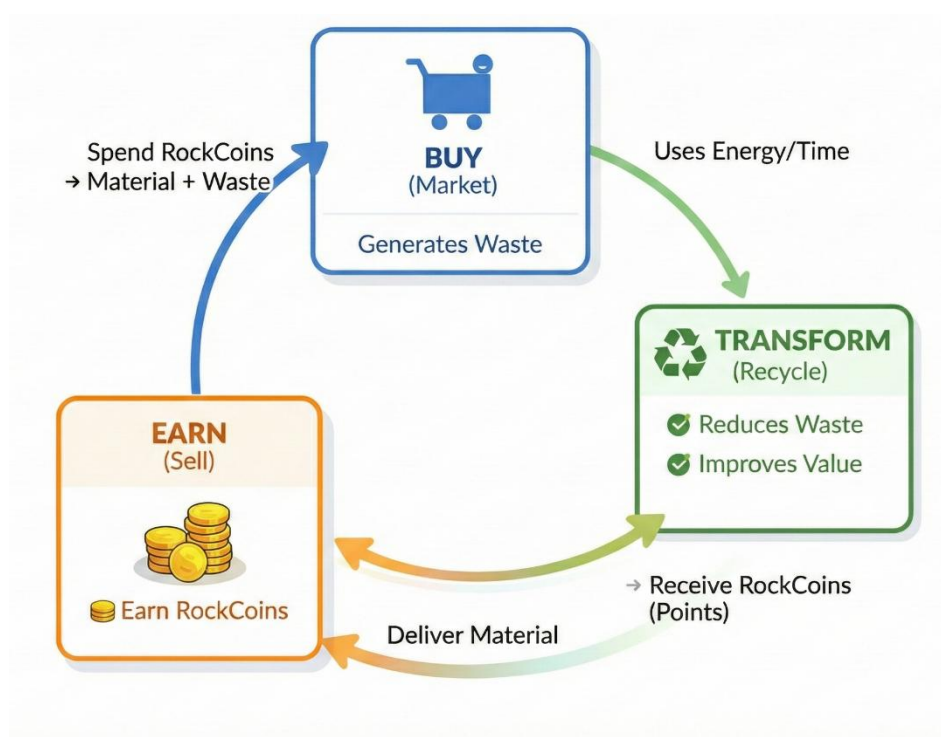 Spend RockCoins
→ Material + Waste
BUY
(Market)
Generates Waste
Uses Energy/Time
TRANSFORM
(Recycle)
Reduces Waste
Improves Value
EARN
(Sell)
Earn RockCoins
Deliver Material
→ Receive RockCoins
(Points)